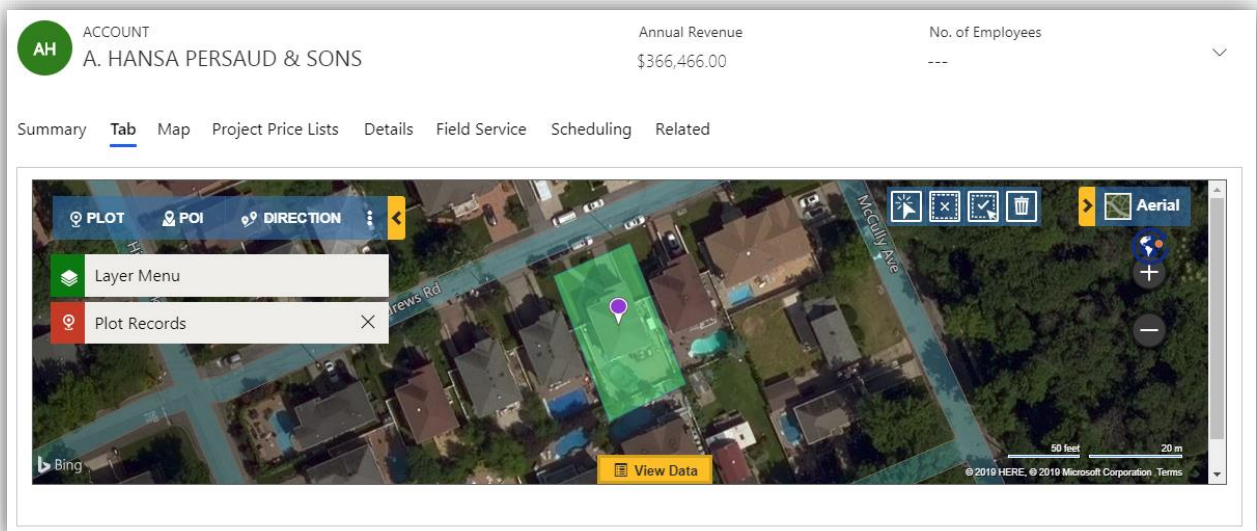 AH
ACCOUNT
A. HANSA PERSAUD & SONS
Annual Revenue
$366,466.00
No. of Employees
---
Summary Tab Map Project Price Lists Details Field Service Scheduling Related
PLOT POI DIRECTION
Aerial
McCully Ave
Layer Menu
Plot Records
rews Rd
Bing
View Data
50 feet 20 m
© 2019 HERE, © 2019 Microsoft Corporation Terms